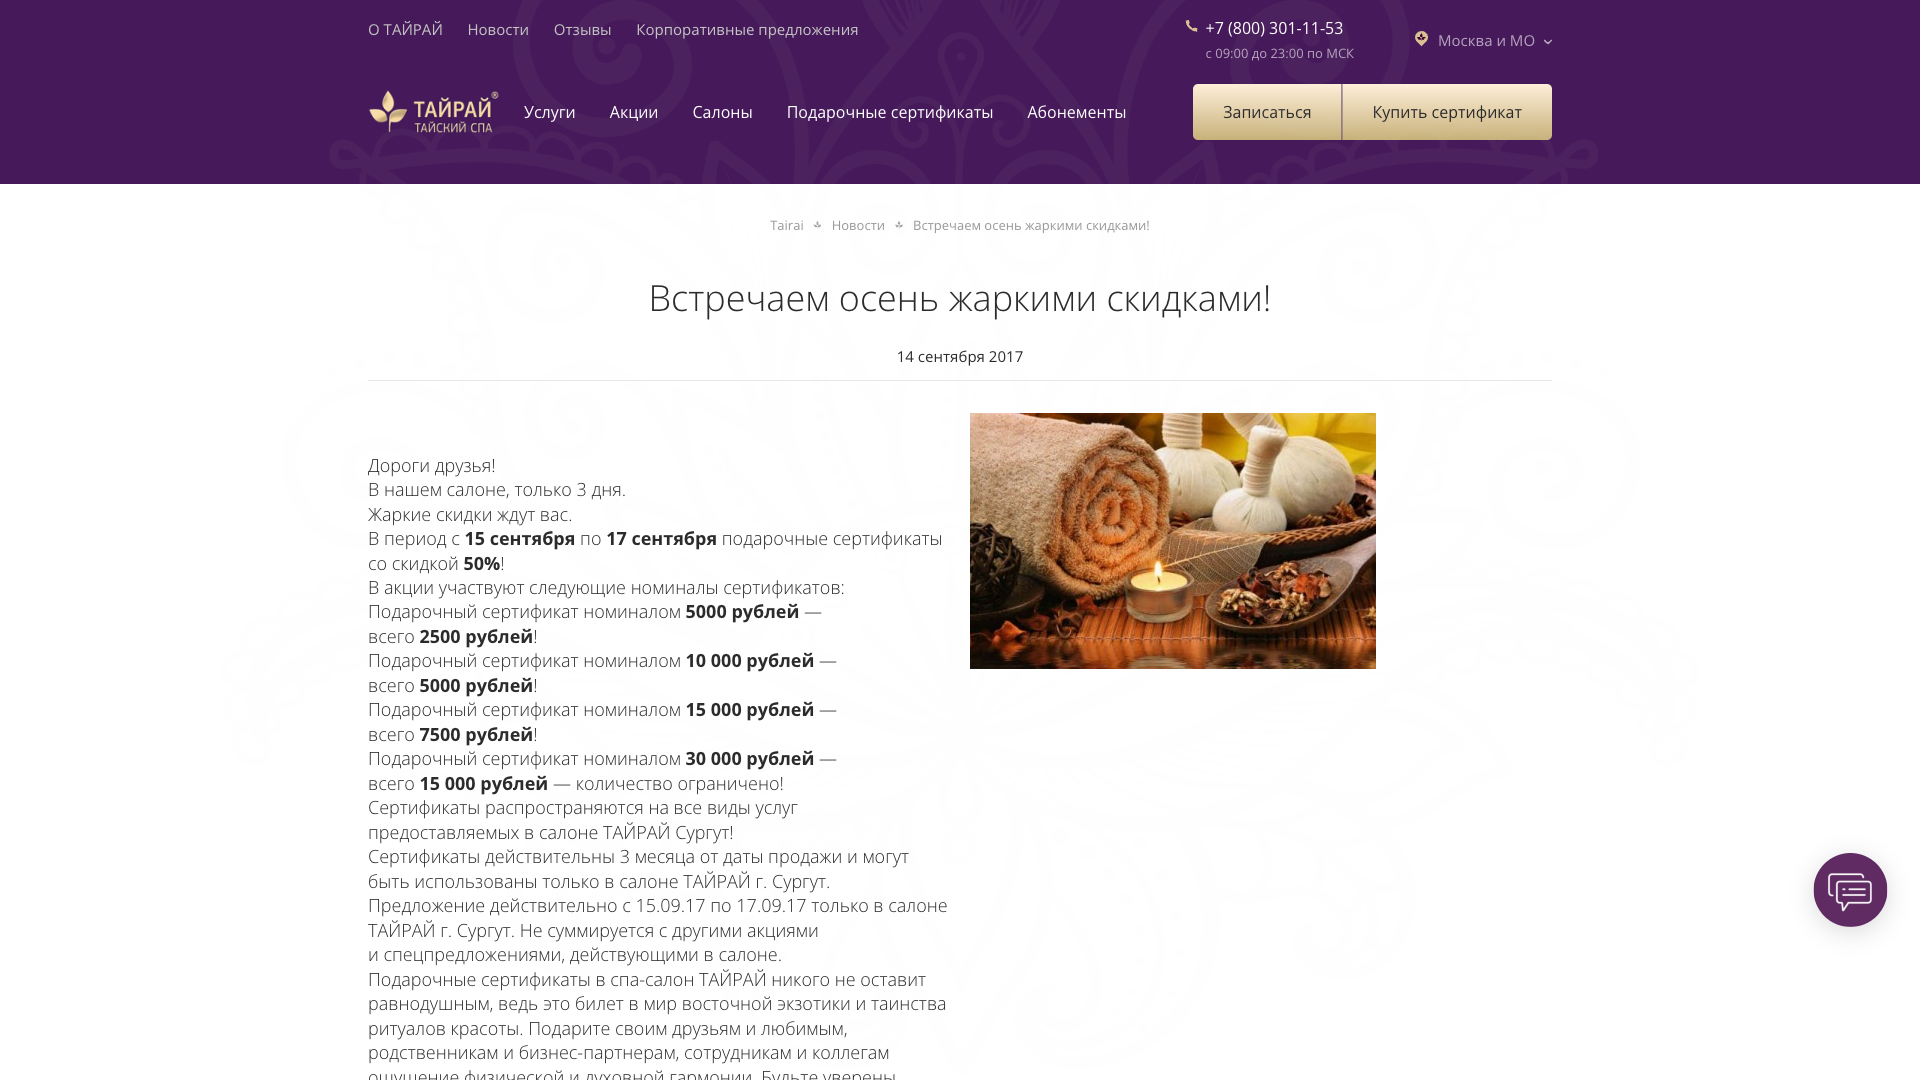 О ТАЙРАЙ Новости Отзывы Корпоративные предложения
+7 (800) 301-11-53
с 09:00 до 23:00 по МСК
Москва и МО
ТАЙРАЙ®
ТАЙСКИЙ СПА
Услуги Акции Салоны Подарочные сертификаты Абонементы
Записаться Купить сертификат
Tairai Новости Встречаем осень жаркими скидками!
Встречаем осень жаркими скидками!
14 сентября 2017
Дороги друзья!
В нашем салоне, только 3 дня.
Жаркие скидки ждут вас.
В период с 15 сентября по 17 сентября подарочные сертификаты
со скидкой 50%!
В акции участвуют следующие номиналы сертификатов:
Подарочный сертификат номиналом 5000 рублей —
всего 2500 рублей!
Подарочный сертификат номиналом 10 000 рублей —
всего 5000 рублей!
Подарочный сертификат номиналом 15 000 рублей —
всего 7500 рублей!
Подарочный сертификат номиналом 30 000 рублей —
всего 15 000 рублей — количество ограничено!
Сертификаты распространяются на все виды услуг
предоставляемых в салоне ТАЙРАЙ Сургут!
Сертификаты действительны 3 месяца от даты продажи и могут
быть использованы только в салоне ТАЙРАЙ г. Сургут.
Предложение действительно с 15.09.17 по 17.09.17 только в салоне
ТАЙРАЙ г. Сургут. Не суммируется с другими акциями
и спецпредложениями, действующими в салоне.
Подарочные сертификаты в спа-салон ТАЙРАЙ никого не оставит
равнодушным, ведь это билет в мир восточной экзотики и таинства
ритуалов красоты. Подарите своим друзьям и любимым,
родственникам и бизнес-партнерам, сотрудникам и коллегам
ощущение физической и духовной гармонии. Будьте уверены,